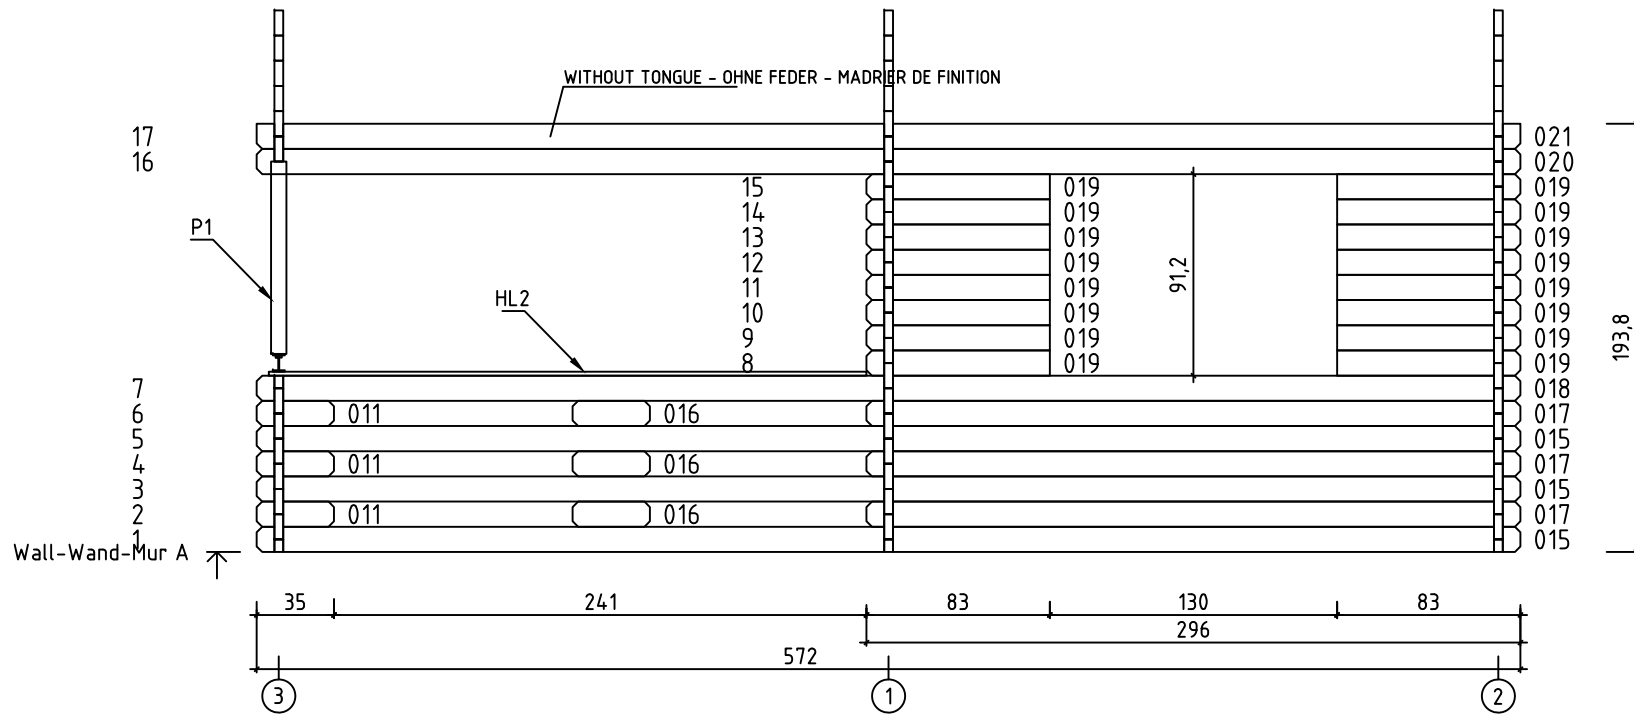 WITHOUT TONGUE - OHNE FEDER - MADRIER DE FINITION
17 021
16 020
15 019 019
14 019 019
13 019 019
12 019 019
11 019 019
10 019 019
9 019 019
8 019 019
P1
HL2
91,2
193,8
7 018
6 011 016 017
5 015
4 011 016 017
3 015
2 011 016 017
1 015
Wall-Wand-Mur A
35 241 83 130 83
296
572
3 1 2